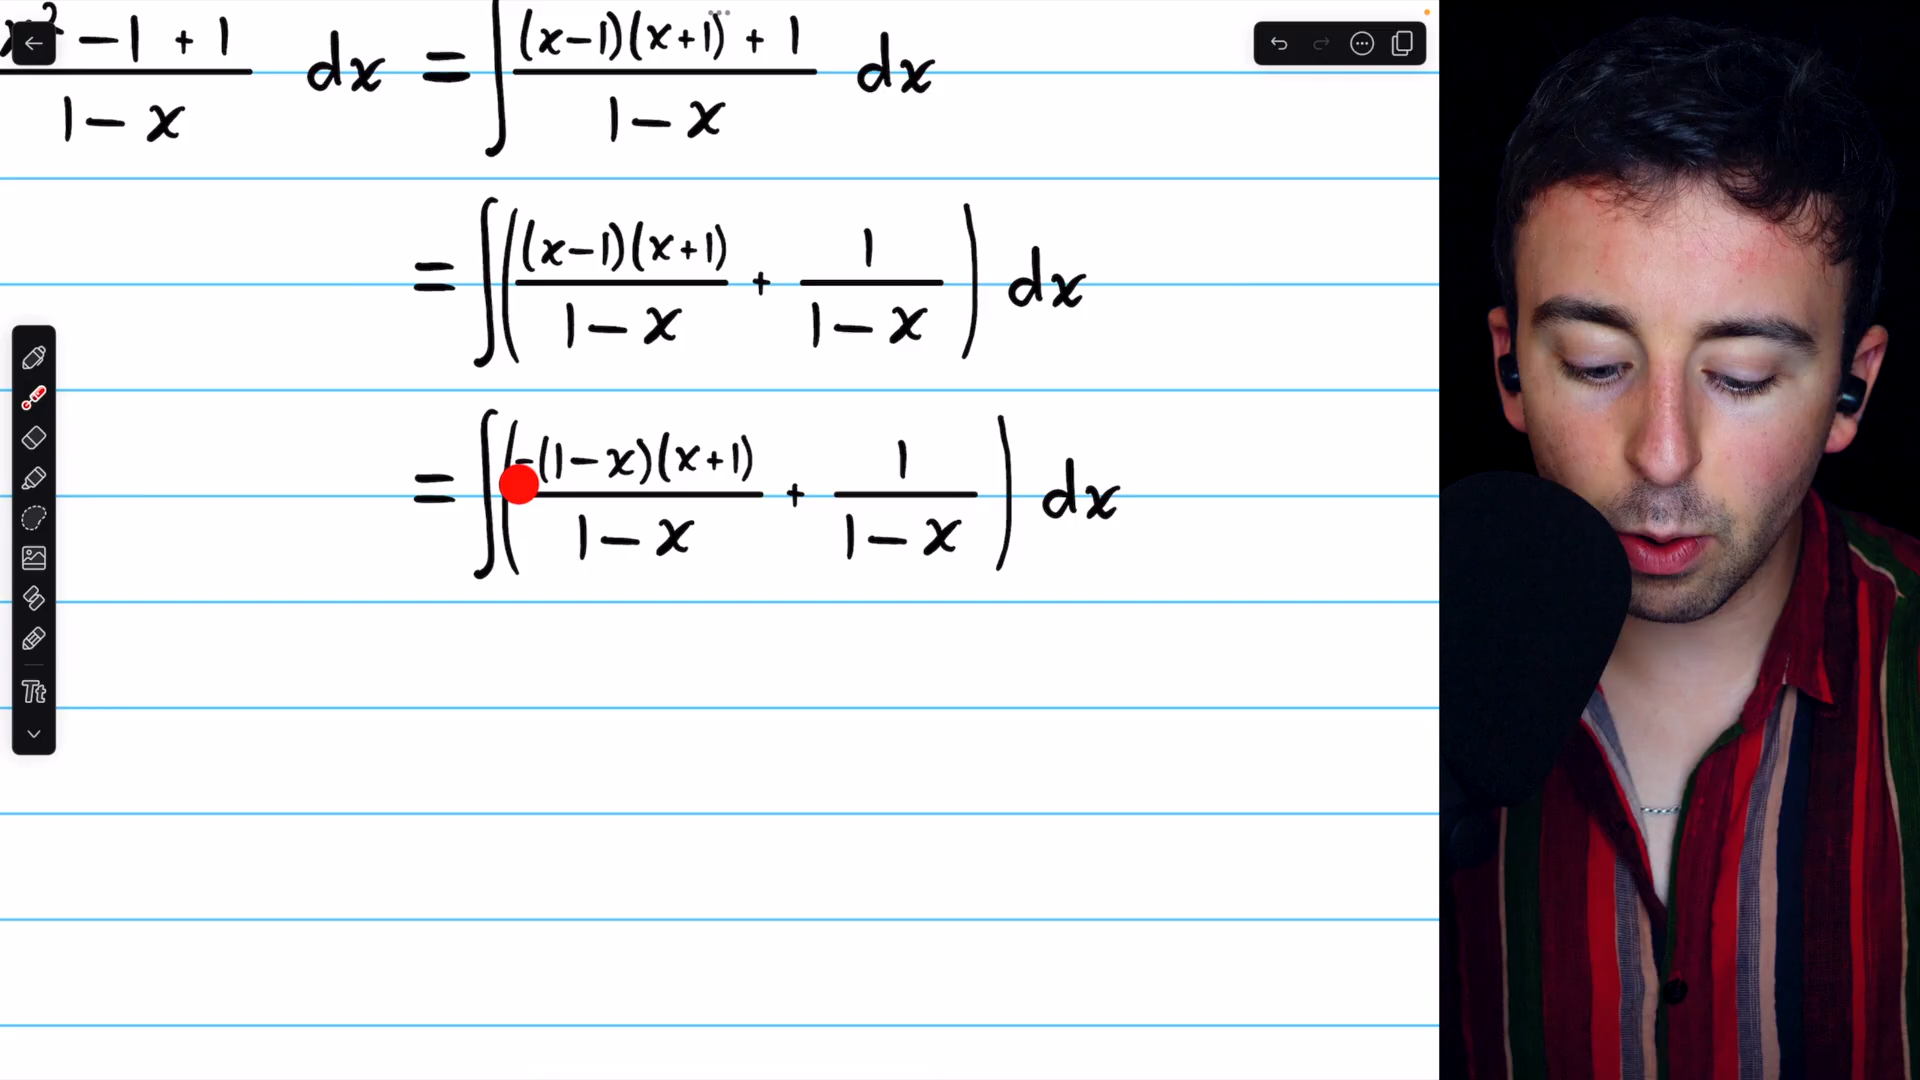 x² − 1 + 1 / 1 − x dx = ∫ (x−1)(x+1) + 1 / 1 − x dx
= ∫( (x−1)(x+1) / 1 − x + 1 / 1 − x ) dx
= ∫( −(1−x)(x+1) / 1 − x + 1 / 1 − x ) dx
Tt